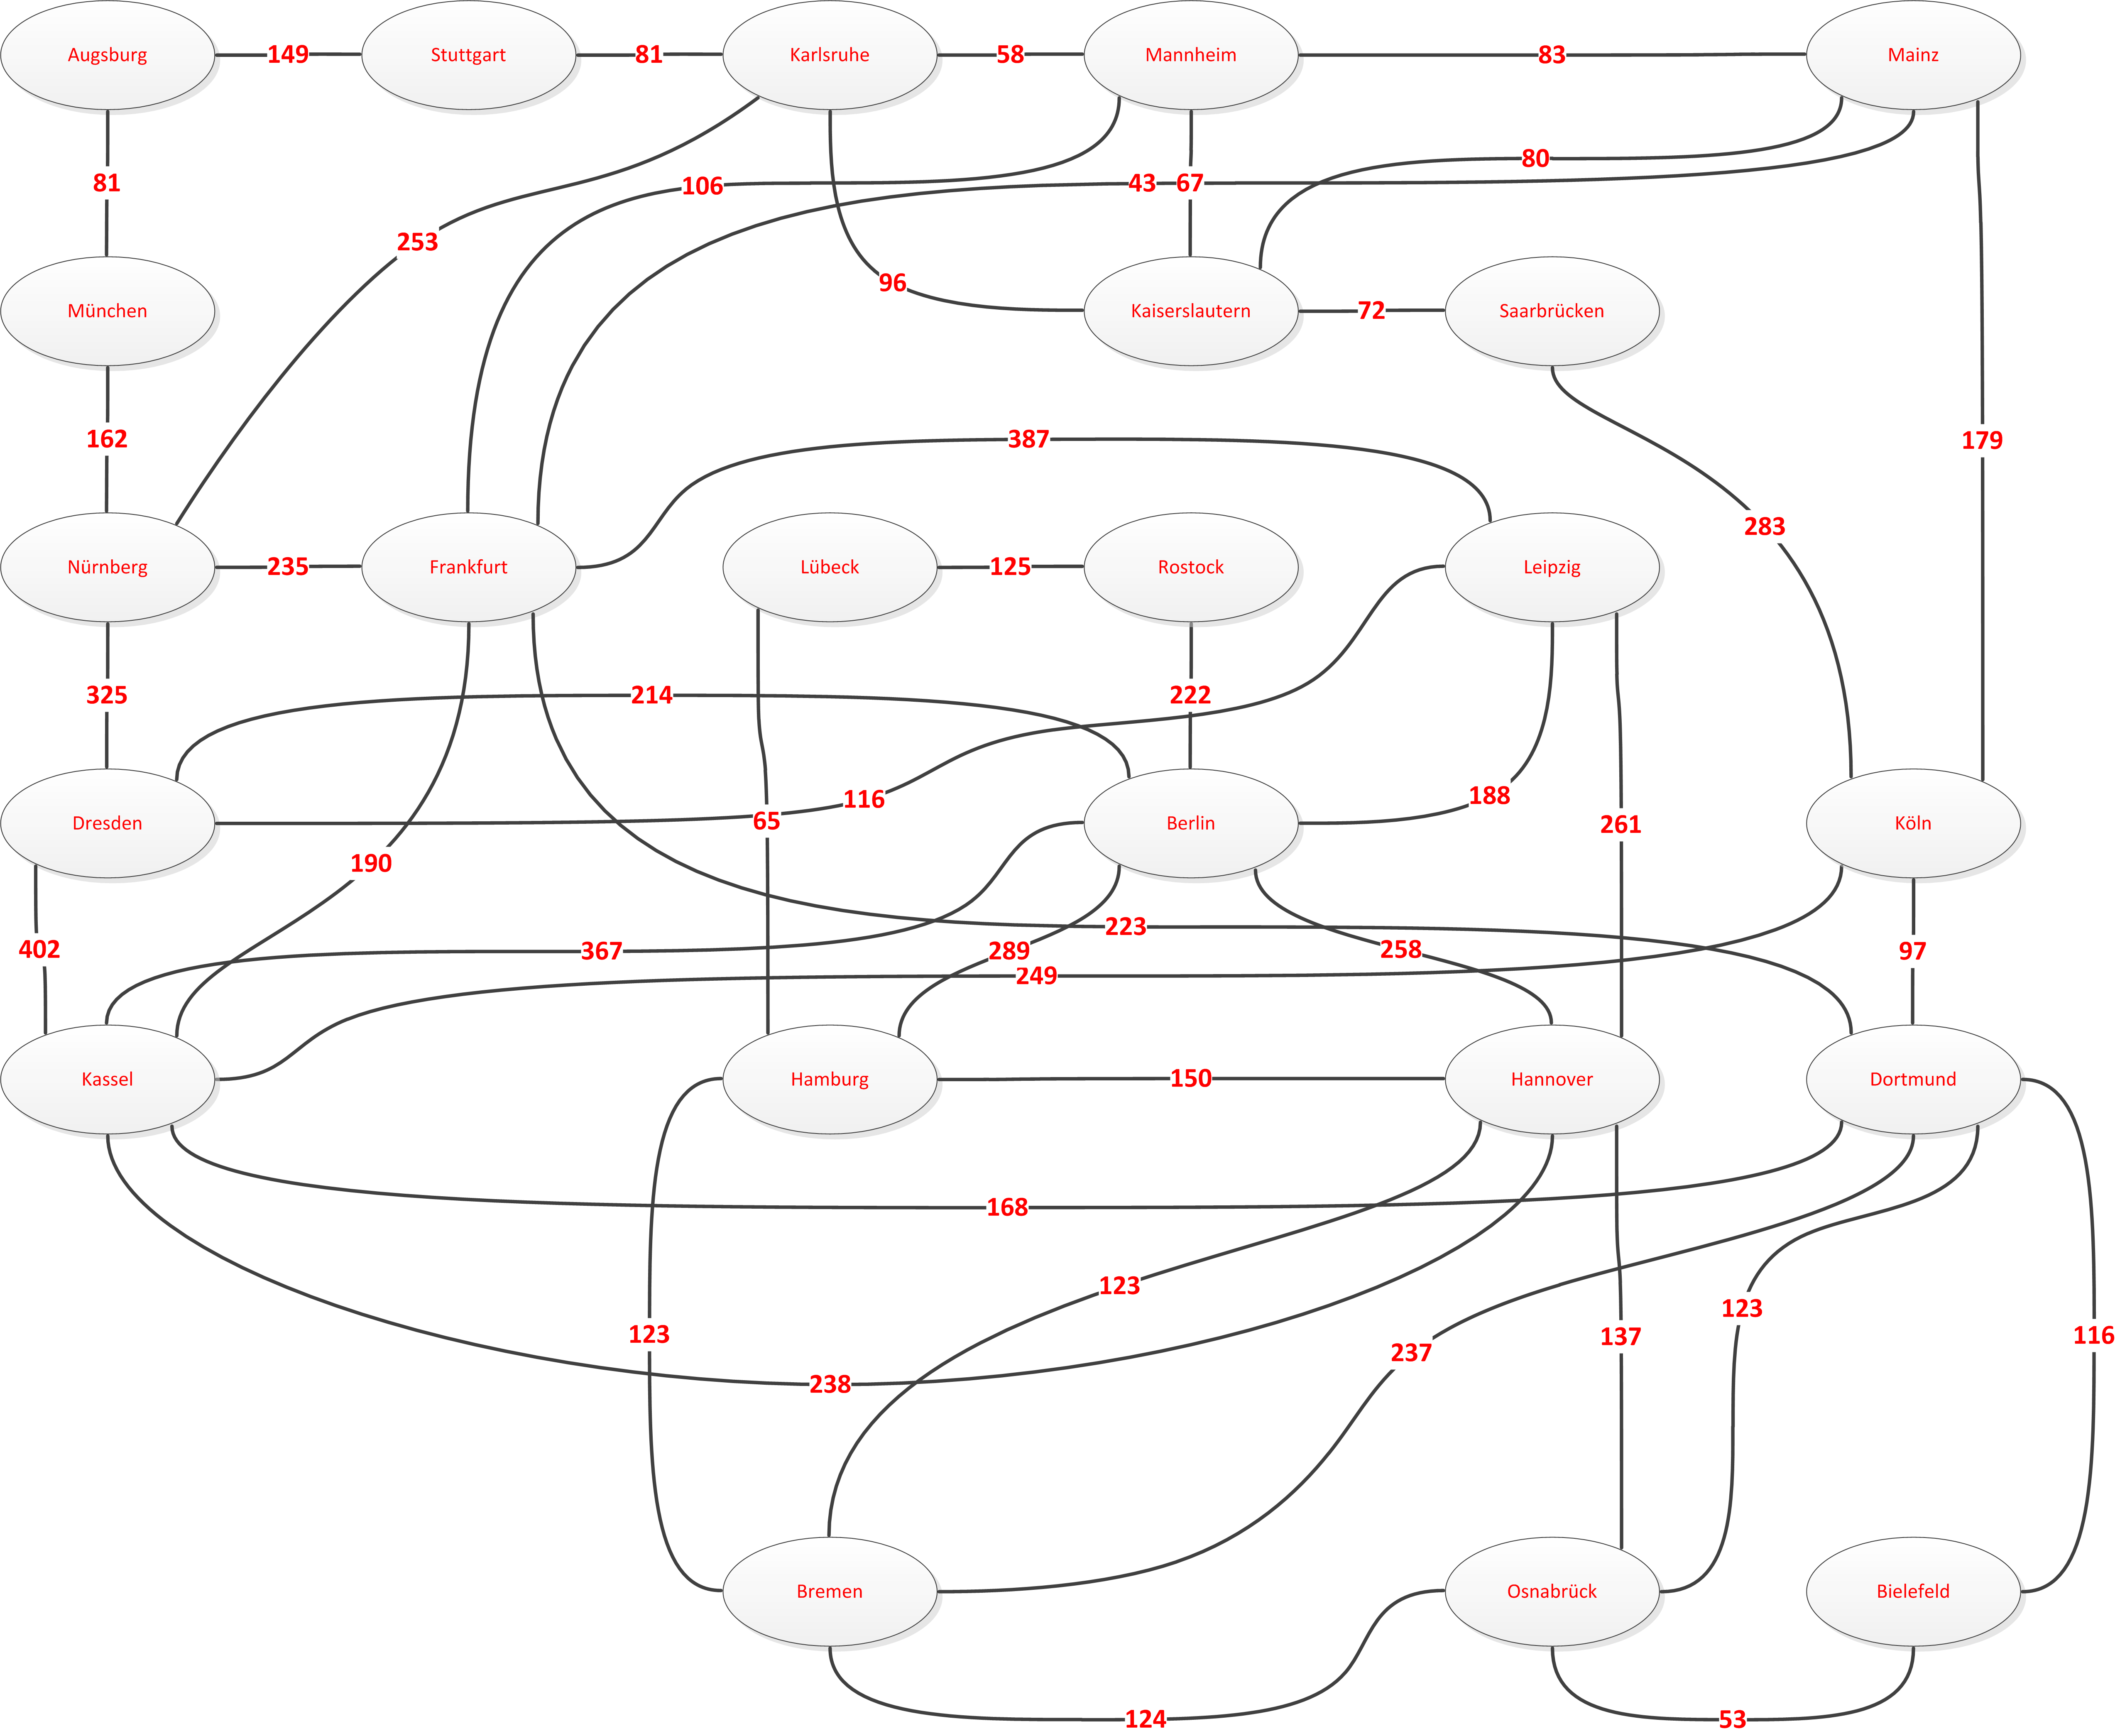 Augsburg 149 Stuttgart 81 Karlsruhe 58 Mannheim 83 Mainz
80
81
106
43 67
253
96
München
Kaiserslautern 72 Saarbrücken
162
387
179
283
Nürnberg 235 Frankfurt
Lübeck 125 Rostock
Leipzig
325
214
222
188
116
Dresden
65
Berlin
261
Köln
190
223
402
367
289
258
97
249
Kassel
Hamburg 150 Hannover
Dortmund
168
123
123
123
137
116
237
238
Bremen
Osnabrück
Bielefeld
124
53